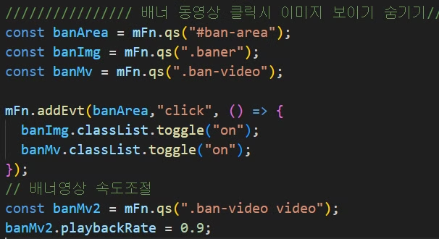 //////////////// 배너 동영상 클릭시 이미지 보이기 숨기기//
const banArea = mFn.qs("#ban-area");
const banImg = mFn.qs(".baner");
const banMv = mFn.qs(".ban-video");
mFn.addEvt(banArea,"click", () => {
banImg.classList.toggle("on");
banMv.classList.toggle("on");
});
// 배너영상 속도조절
const banMv2 = mFn.qs(".ban-video video");
banMv2.playbackRate = 0.9;